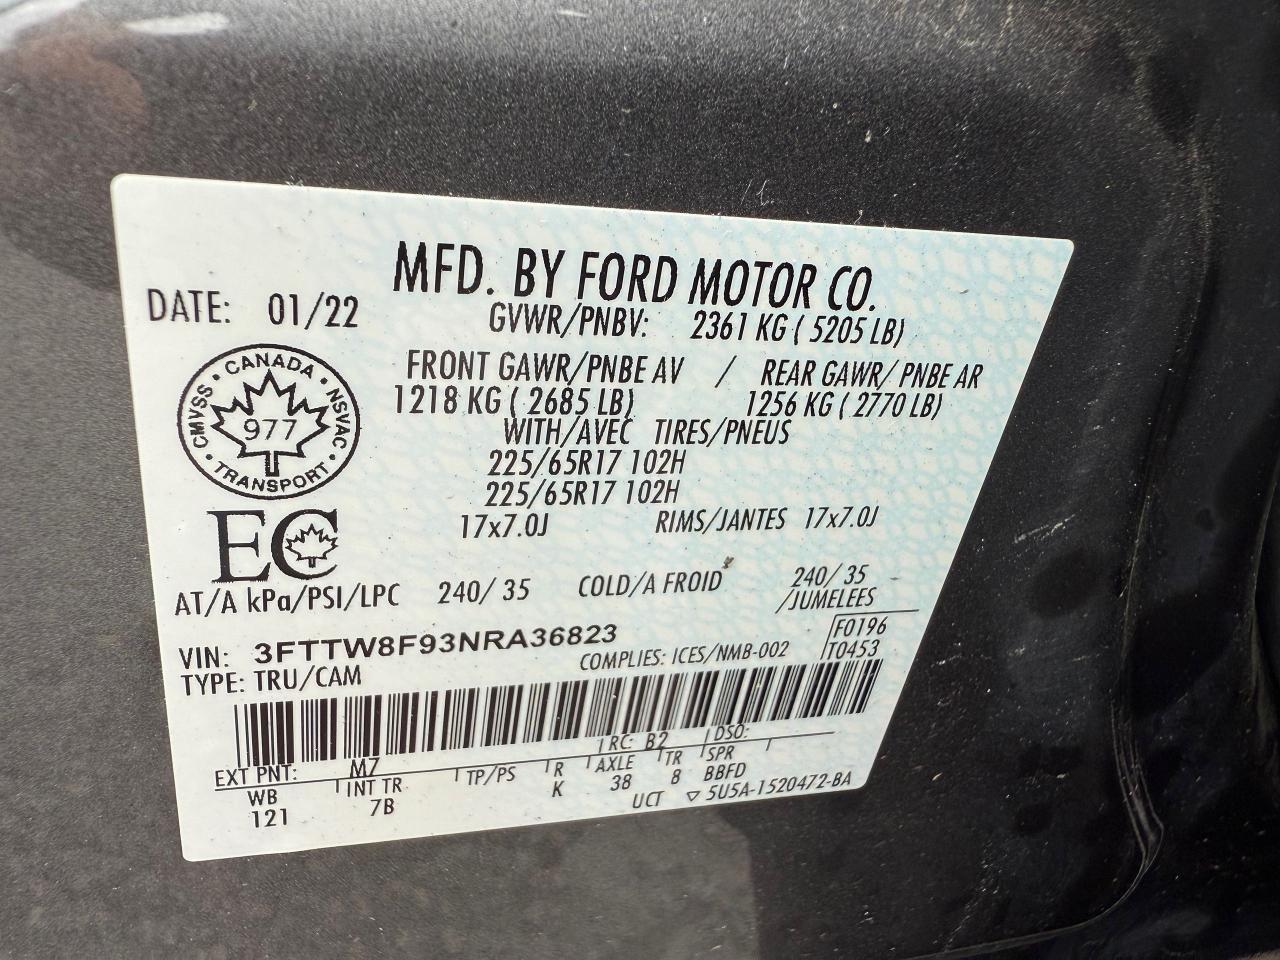 MFD. BY FORD MOTOR CO.
DATE: 01/22
GVWR/PNBV: 2361 KG ( 5205 LB)
FRONT GAWR/PNBE AV / REAR GAWR/ PNBE AR
1218 KG ( 2685 LB) 1256 KG ( 2770 LB)
WITH/AVEC TIRES/PNEUS
225/65R17 102H
225/65R17 102H
17x7.0J RIMS/JANTES 17x7.0J
CMVSS • CANADA • NSVAC • TRANSPORT •
977
EC
AT/A kPa/PSI/LPC 240/ 35 COLD/A FROID 240/ 35
/JUMELEES
VIN: 3FTTW8F93NRA36823
F0196
TYPE: TRU/CAM COMPLIES: ICES/NMB-002 T0453
EXT PNT: M7 RC: B2 DSO:
WB INT TR TP/PS R AXLE TR SPR
121 7B K 38 8 BBFD
UCT ▽ 5U5A-1520472-BA